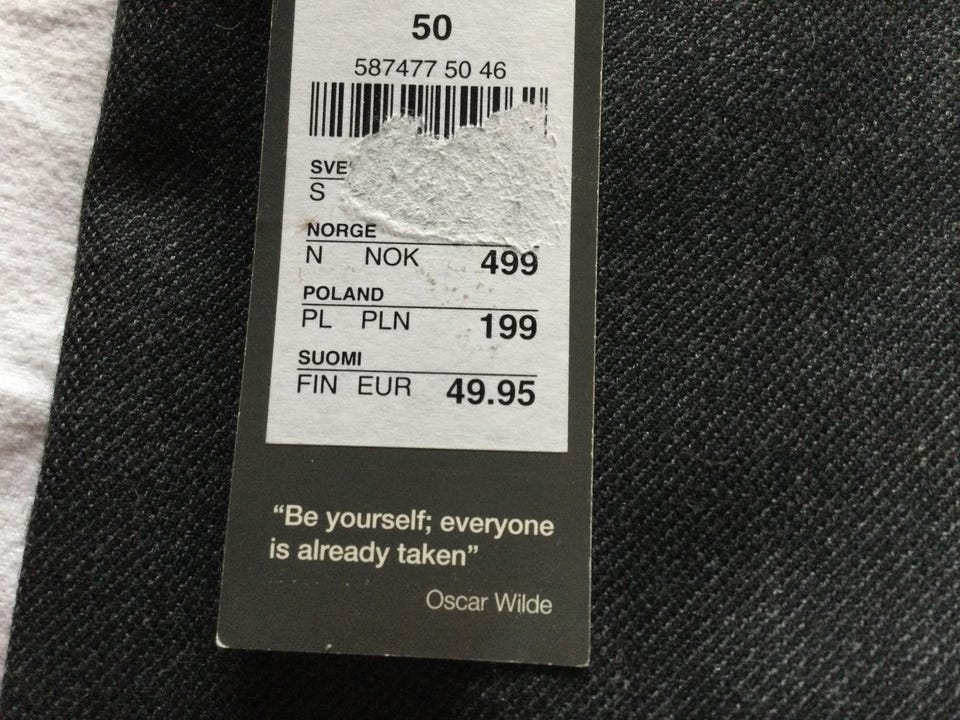 50
587477 50 46
SVE
S
NORGE
N NOK 499
POLAND
PL PLN 199
SUOMI
FIN EUR 49.95
“Be yourself; everyone
is already taken”
Oscar Wilde